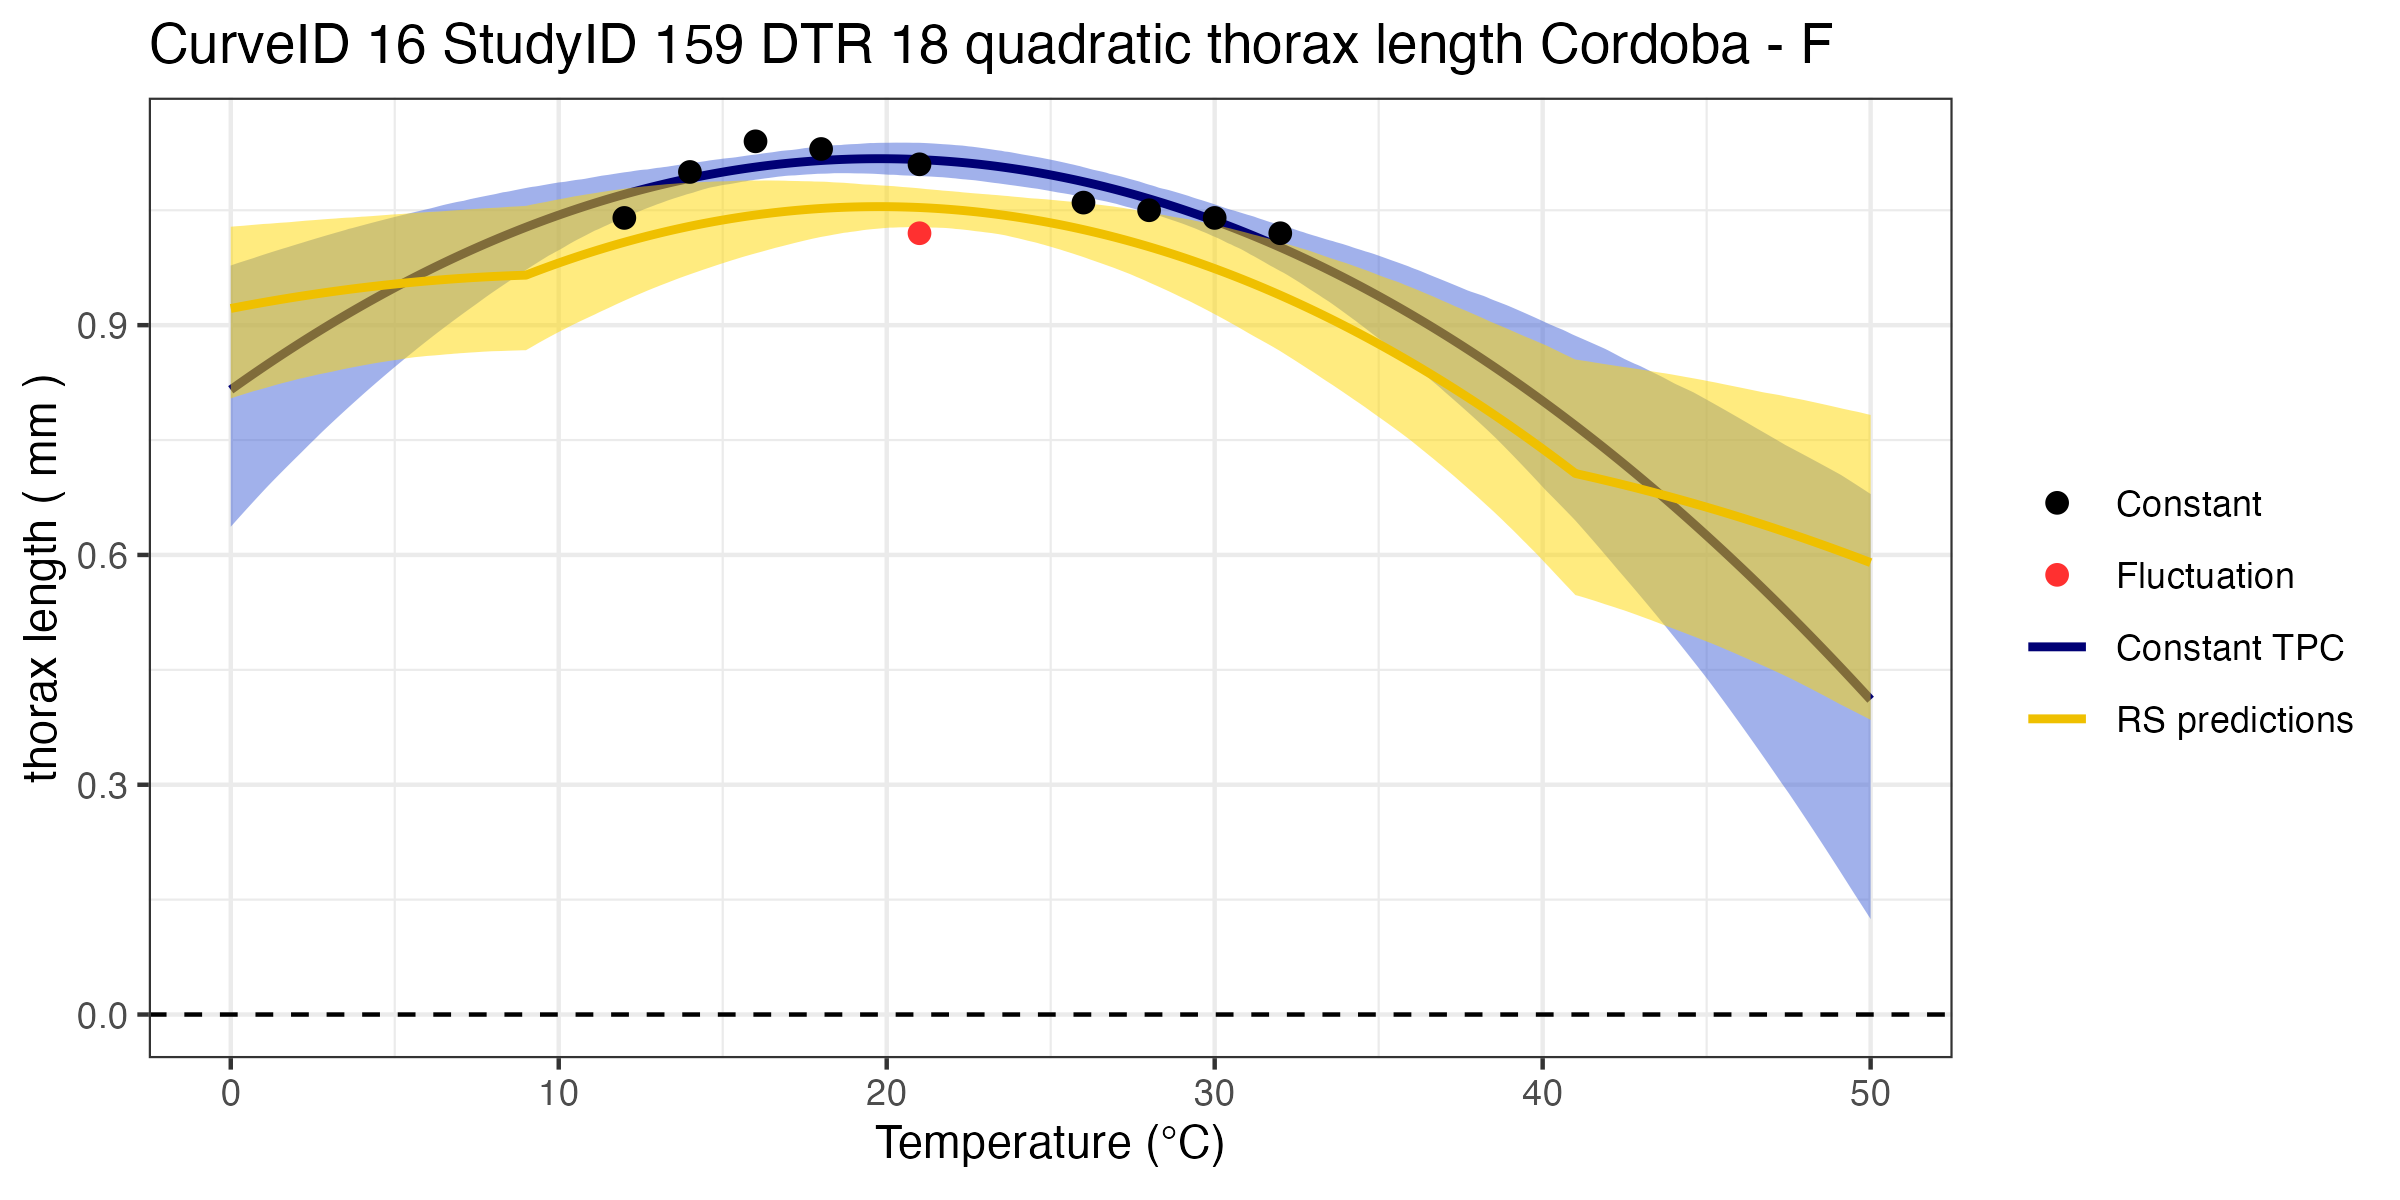 CurveID 16 StudyID 159 DTR 18 quadratic thorax length Cordoba - F
thorax length ( mm )
0.9
0.6
0.3
0.0
0 10 20 30 40 50
Temperature (°C)
Constant
Fluctuation
Constant TPC
RS predictions